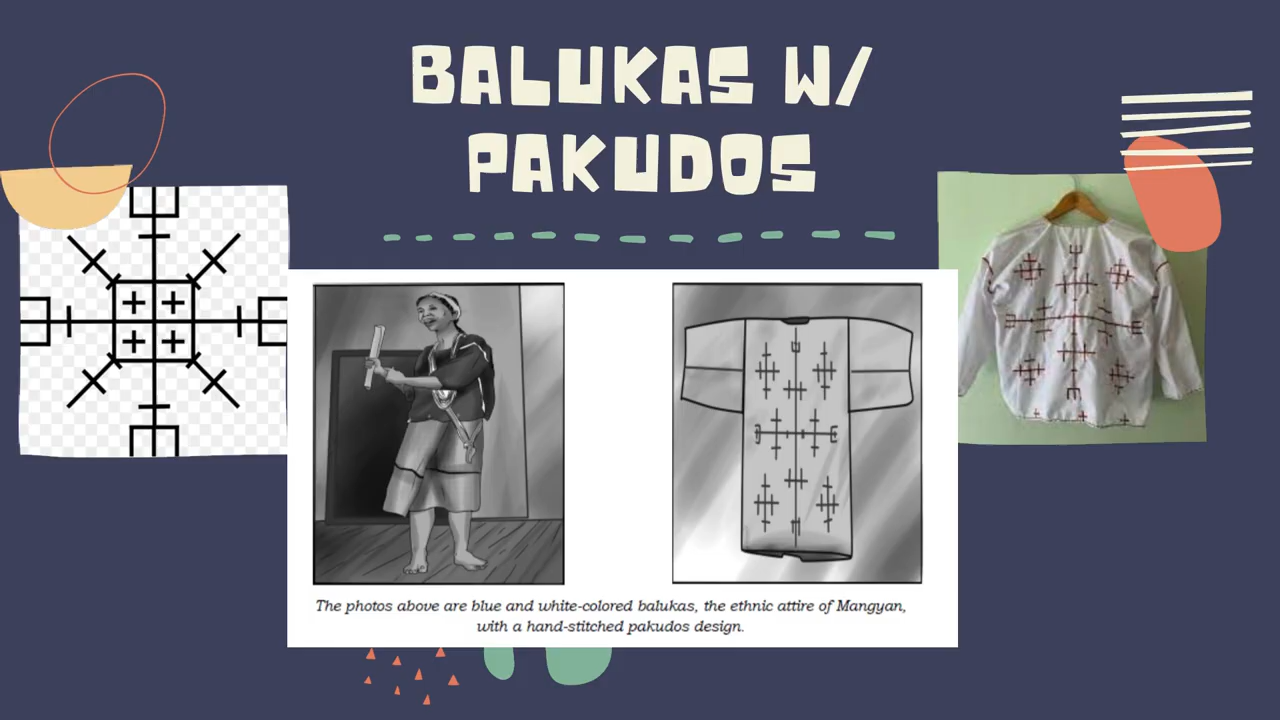 BALUKAS W/
PAKUDOS
The photos above are blue and white-colored balukas, the ethnic attire of Mangyan,
with a hand-stitched pakudos design.